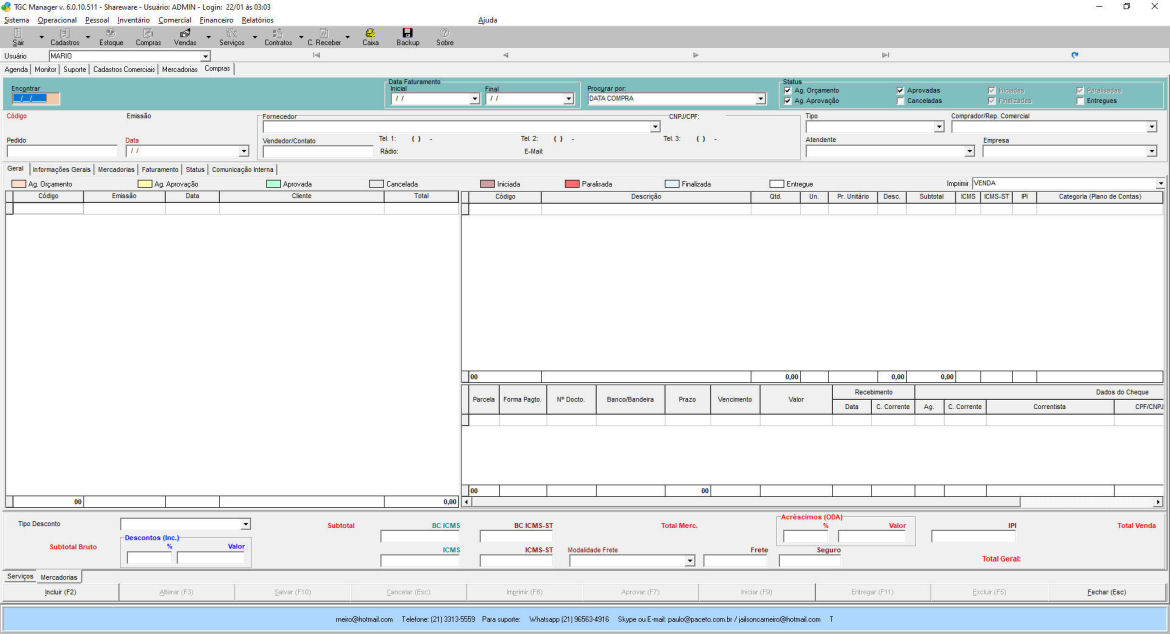 TGC Manager v. 6.0.10.511 - Shareware - Usuário: ADMIN - Login: 22/01 às 03:03
Sistema Operacional Pessoal Inventário Comercial Financeiro Relatórios Ajuda
Sair Cadastros Estoque Compras Vendas Serviços Contratos C. Receber Caixa Backup Sobre
Usuário MARIO
Agenda Monitor Suporte Cadastros Comerciais Mercadorias Compras
Data Faturamento Status
Encontrar Inicial Final Procurar por: Ag. Orçamento Aprovadas Iniciadas Paralisadas
/ / / / / / DATA COMPRA Ag. Aprovação Canceladas Finalizadas Entregues
Código Emissão Fornecedor CNPJ/CPF: Tipo Comprador/Rep. Comercial
Pedido Data Vendedor/Contato Tel. 1: ( ) - Tel. 2: ( ) - Tel. 3: ( ) - Atendente Empresa
/ / Rádio: E-Mail:
Geral Informações Gerais Mercadorias Faturamento Status Comunicação Interna
Ag. Orçamento Ag. Aprovação Aprovada Cancelada Iniciada Paralisada Finalizada Entregue Imprimir VENDA
Código Emissão Data Cliente Total Código Descrição Qtd. Un. Pr. Unitário Desc. Subtotal ICMS ICMS-ST IPI Categoria (Plano de Contas)
00 0,00 0,00 0,00
Parcela Forma Pagto. Nº Docto. Banco/Bandeira Prazo Vencimento Valor Recebimento Dados do Cheque
Data C. Corrente Ag. C. Corrente Correntista CPF/CNPJ
00 00
00 0,00
Tipo Desconto Subtotal BC ICMS BC ICMS-ST Total Merc. Acréscimos (ODA) % Valor IPI Total Venda
Subtotal Bruto Descontos (Inc.) % Valor ICMS ICMS-ST Modalidade Frete Frete Seguro Total Geral:
Serviços Mercadorias
Incluir (F2) Alterar (F3) Salvar (F10) Cancelar (Esc) Imprimir (F6) Aprovar (F7) Iniciar (F9) Entregar (F11) Excluir (F5) Fechar (Esc)
meiro@hotmail.com Telefone: (21) 3313-5559 Para suporte: Whatsapp (21) 96563-4916 Skype ou E-mail: paulo@paceto.com.br / jailsoncarneiro@hotmail.com T